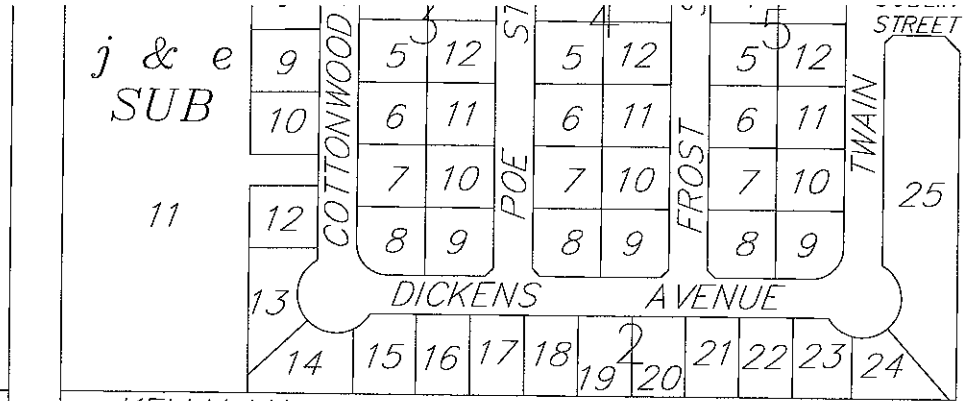 3 4 5
STREET
j & e
SUB
9 5 12 5 12 5 12
10 6 11 6 11 6 11
7 10 7 10 7 10
11 12 8 9 8 9 8 9 25
COTTONWOOD
POE ST
FROST
TWAIN
DICKENS AVENUE
13
14 15 16 17 18 19 2 20 21 22 23 24